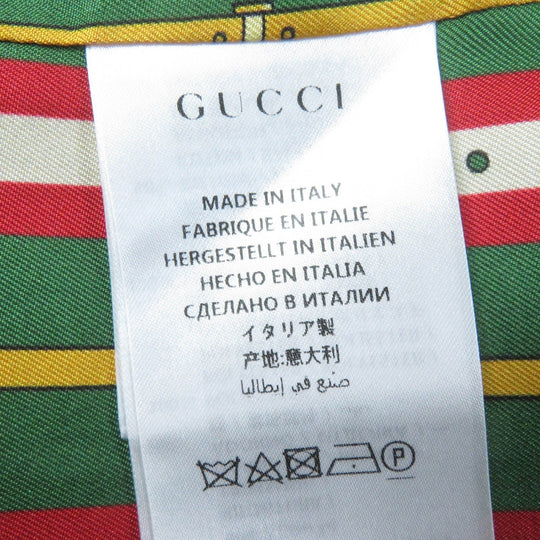 GUCCI
MADE IN ITALY
FABRIQUE EN ITALIE
HERGESTELLT IN ITALIEN
HECHO EN ITALIA
СДЕЛАНО В ИТАЛИИ
イタリア製
产地:意大利
صنع في إيطاليا
P